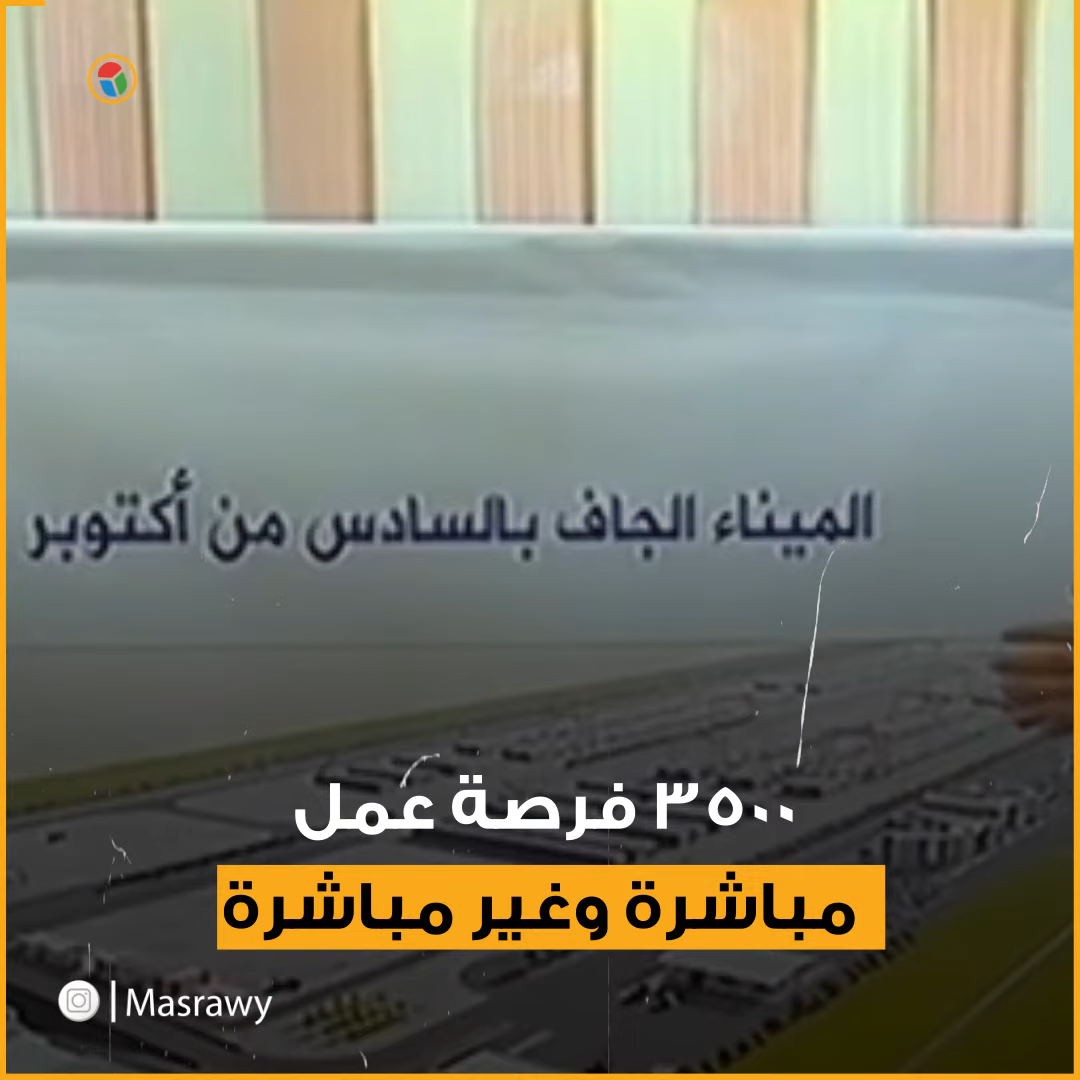 الميناء الجاف بالسادس من أكتوبر
٣٥٠٠ فرصة عمل
مباشرة وغير مباشرة
Masrawy